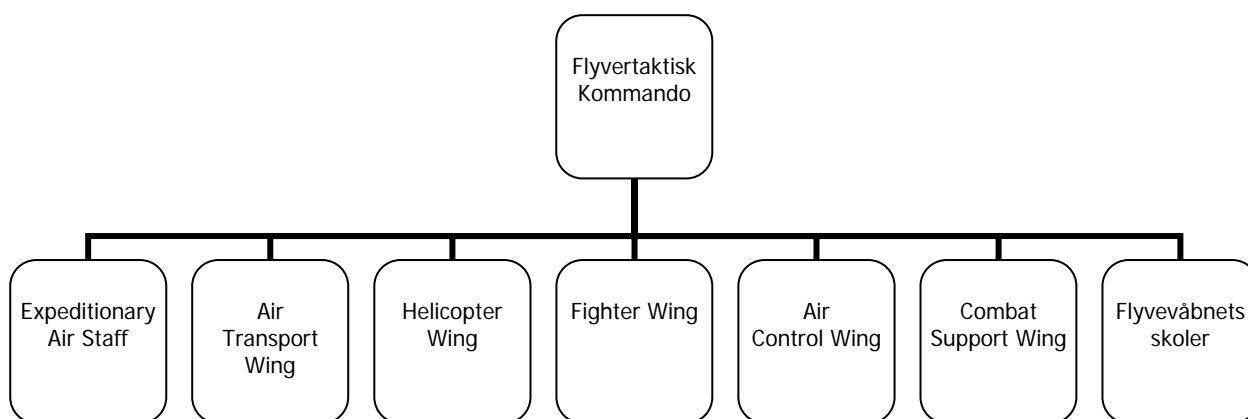 Flyvertaktisk
Kommando
Expeditionary
Air Staff
Air
Transport
Wing
Helicopter
Wing
Fighter Wing
Air
Control Wing
Combat
Support Wing
Flyvevåbnets
skoler